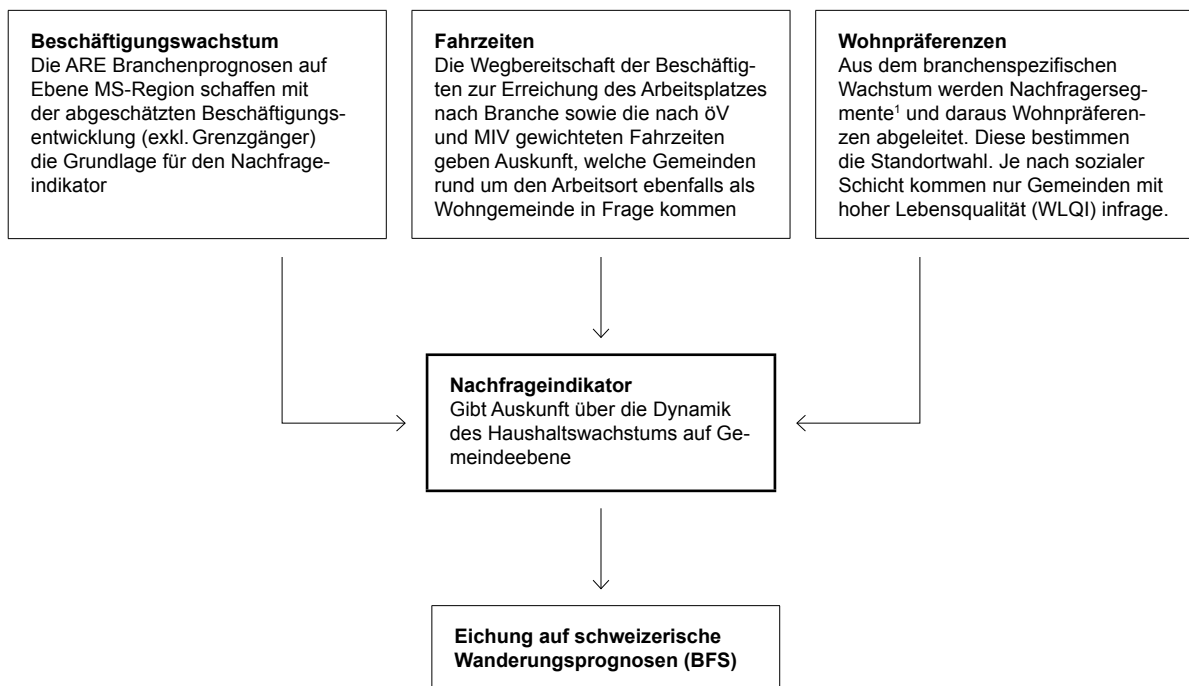 Beschäftigungswachstum
Die ARE Branchenprognosen auf
Ebene MS-Region schaffen mit
der abgeschätzten Beschäftigungs-
entwicklung (exkl. Grenzgänger)
die Grundlage für den Nachfrage-
indikator
Fahrzeiten
Die Wegbereitschaft der Beschäftig-
ten zur Erreichung des Arbeitsplatzes
nach Branche sowie die nach öV
und MIV gewichteten Fahrzeiten
geben Auskunft, welche Gemeinden
rund um den Arbeitsort ebenfalls als
Wohngemeinde in Frage kommen
Wohnpräferenzen
Aus dem branchenspezifischen
Wachstum werden Nachfragerseg-
mente¹ und daraus Wohnpräferen-
zen abgeleitet. Diese bestimmen
die Standortwahl. Je nach sozialer
Schicht kommen nur Gemeinden mit
hoher Lebensqualität (WLQI) infrage.
Nachfrageindikator
Gibt Auskunft über die Dynamik
des Haushaltswachstums auf Ge-
meindeebene
Eichung auf schweizerische
Wanderungsprognosen (BFS)